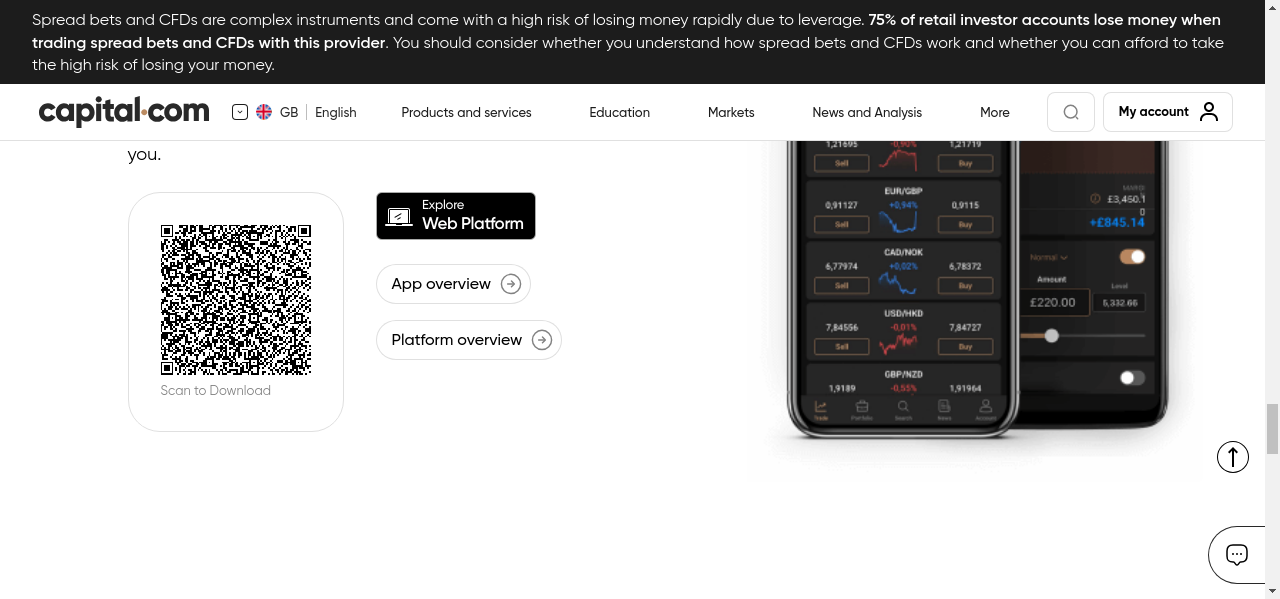 Spread bets and CFDs are complex instruments and come with a high risk of losing money rapidly due to leverage. 75% of retail investor accounts lose money when
trading spread bets and CFDs with this provider. You should consider whether you understand how spread bets and CFDs work and whether you can afford to take
the high risk of losing your money.
capital.com
GB English
Products and services
Education
Markets
News and Analysis
More
My account
you.
Scan to Download
Explore
Web Platform
App overview
Platform overview
1,21695 -0,90% 1,21719
Sell Buy
EUR/GBP
0,91127 +0,94% 0,9115
Sell Buy
CAD/NOK
6,77974 +0,02% 6,78372
Sell Buy
USD/HKD
7,84556 -0,01% 7,84727
Sell Buy
GBP/NZD
1,9189 -0,55% 1,91964
Trade Portfolio Search News Account
£3,450.1
0
+£845.14
Normal
Amount
Level
£220.00
5,332.66